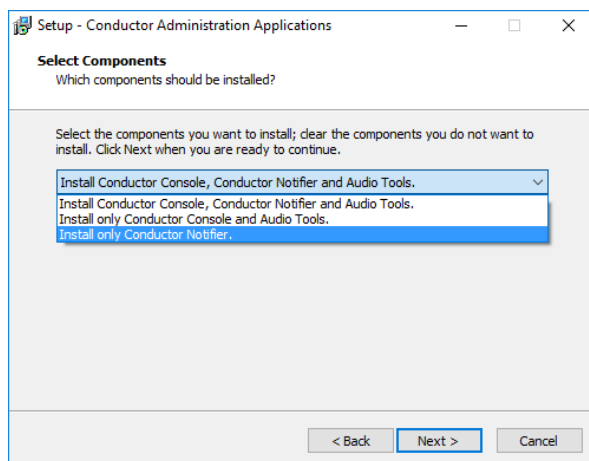 Setup - Conductor Administration Applications
Select Components
Which components should be installed?
Select the components you want to install; clear the components you do not want to
install. Click Next when you are ready to continue.
Install Conductor Console, Conductor Notifier and Audio Tools.
Install Conductor Console, Conductor Notifier and Audio Tools.
Install only Conductor Console and Audio Tools.
Install only Conductor Notifier.
< Back Next > Cancel